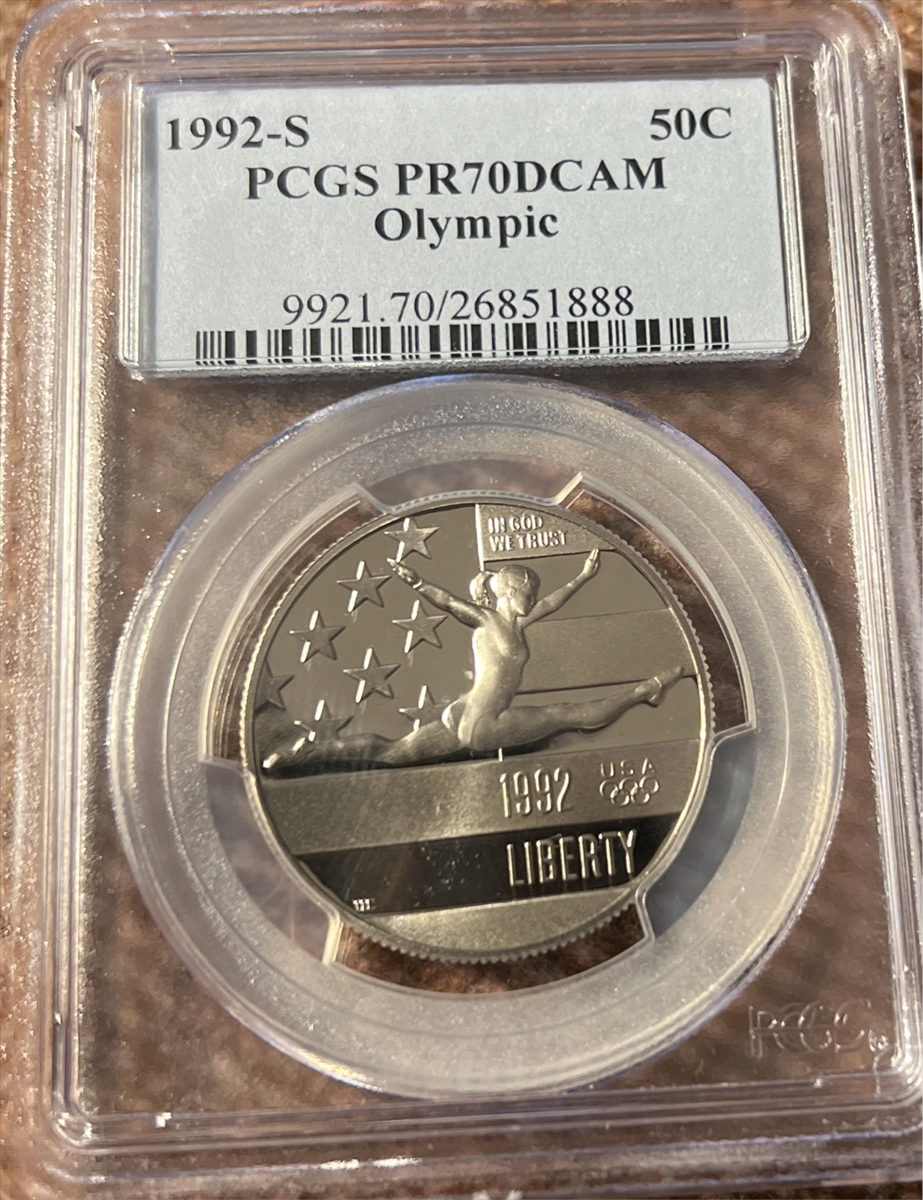 1992-S 50C
PCGS PR70DCAM
Olympic
9921.70/26851888
IN GOD
WE TRUST
1992 USA
LIBERTY
PCGS